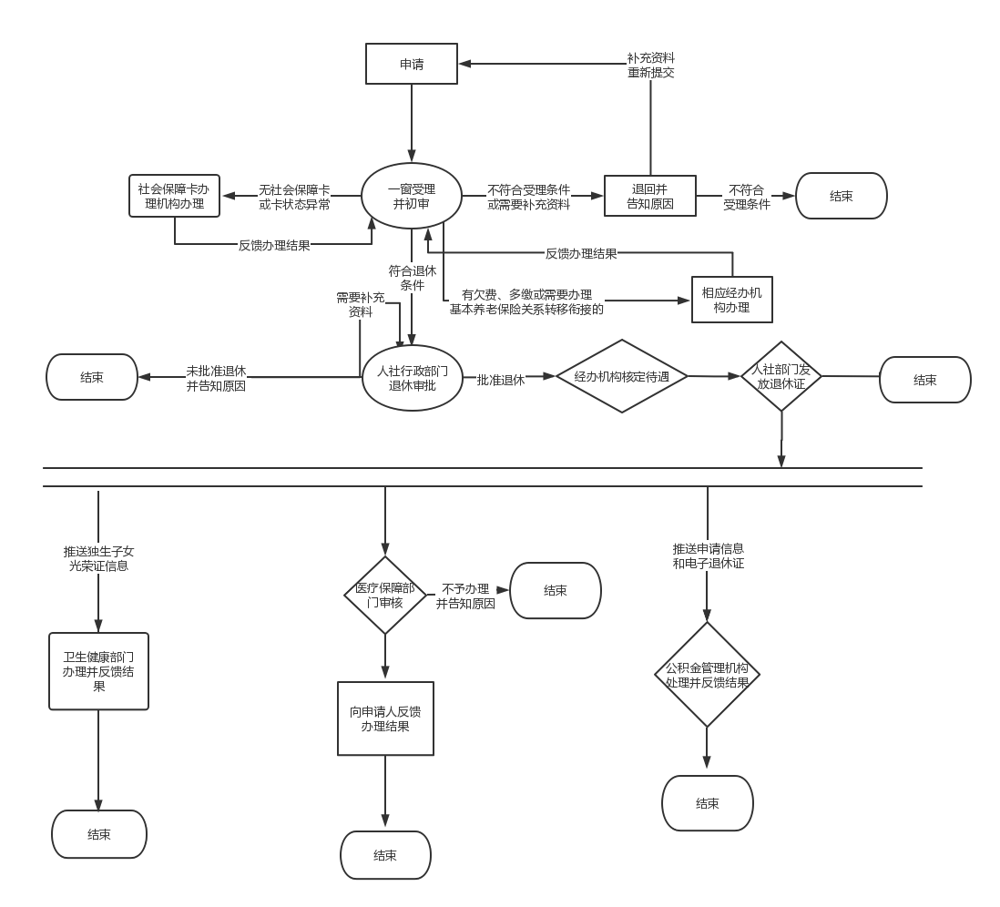 申请
补充资料
重新提交
社会保障卡办
理机构办理
无社会保障卡
或卡状态异常
一窗受理
并初审
不符合受理条件
或需要补充资料
退回并
告知原因
不符合
受理条件
结束
反馈办理结果
反馈办理结果
符合退休
条件
有欠费、多缴或需要办理
基本养老保险关系转移衔接的
相应经办机
构办理
需要补充
资料
结束
未批准退休
并告知原因
人社行政部门
退休审批
批准退休
经办机构核定待遇
人社部门发
放退休证
结束
推送独生子女
光荣证信息
推送申请信息
和电子退休证
医疗保障部
门审核
不予办理
并告知原因
结束
卫生健康部门
办理并反馈结
果
向申请人反馈
办理结果
公积金管理机构
处理并反馈结果
结束
结束
结束